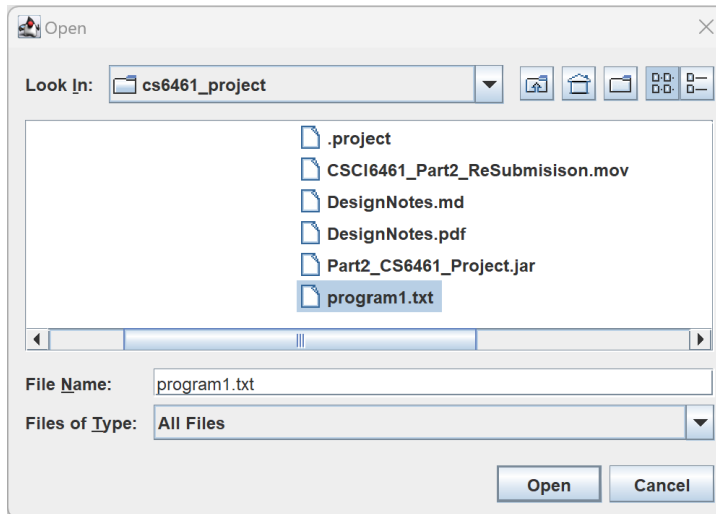 Open
Look In: cs6461_project
.project
CSCI6461_Part2_ReSubmisison.mov
DesignNotes.md
DesignNotes.pdf
Part2_CS6461_Project.jar
program1.txt
File Name: program1.txt
Files of Type: All Files
Open Cancel